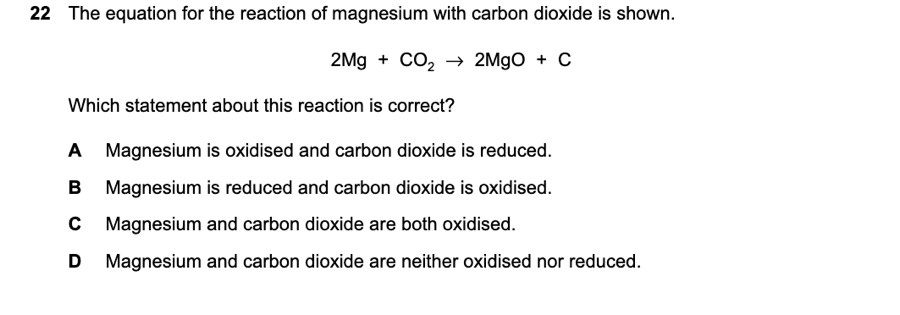 22 The equation for the reaction of magnesium with carbon dioxide is shown.
2Mg + CO₂ → 2MgO + C
Which statement about this reaction is correct?
A Magnesium is oxidised and carbon dioxide is reduced.
B Magnesium is reduced and carbon dioxide is oxidised.
C Magnesium and carbon dioxide are both oxidised.
D Magnesium and carbon dioxide are neither oxidised nor reduced.